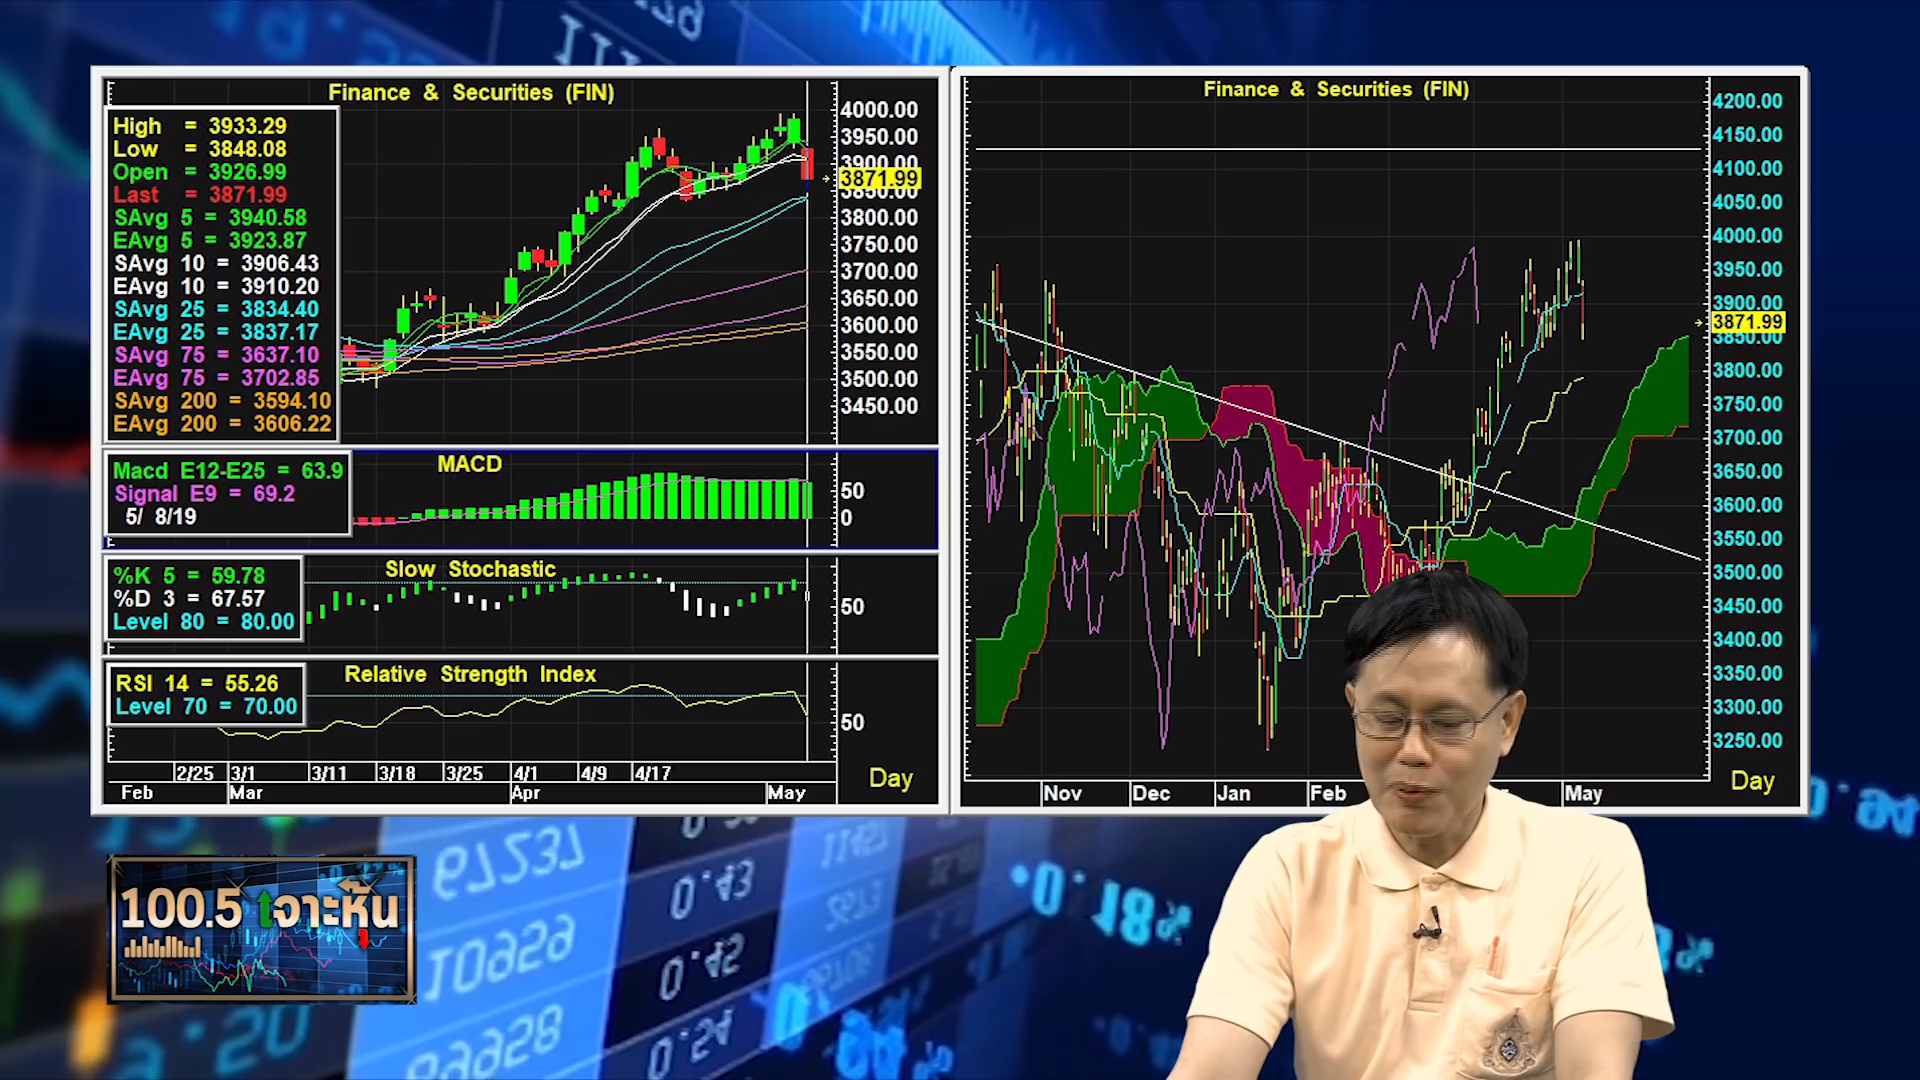 Finance & Securities (FIN)
High = 3933.29
Low = 3848.08
Open = 3926.99
Last = 3871.99
SAvg 5 = 3940.58
EAvg 5 = 3923.87
SAvg 10 = 3906.43
EAvg 10 = 3910.20
SAvg 25 = 3834.40
EAvg 25 = 3837.17
SAvg 75 = 3637.10
EAvg 75 = 3702.85
SAvg 200 = 3594.10
EAvg 200 = 3606.22
4000.00
3950.00
3900.00
3871.99
3850.00
3800.00
3750.00
3700.00
3650.00
3600.00
3550.00
3500.00
3450.00
MACD
Macd E12-E25 = 63.9
Signal E9 = 69.2
5/ 8/19
50
0
Slow Stochastic
%K 5 = 59.78
%D 3 = 67.57
Level 80 = 80.00
50
Relative Strength Index
RSI 14 = 55.26
Level 70 = 70.00
50
2/25 3/1 3/11 3/18 3/25 4/1 4/9 4/17
Feb Mar Apr May
Day
Finance & Securities (FIN)
4200.00
4150.00
4100.00
4050.00
4000.00
3950.00
3900.00
3871.99
3850.00
3800.00
3750.00
3700.00
3650.00
3600.00
3550.00
3500.00
3450.00
3400.00
3350.00
3300.00
3250.00
Nov Dec Jan Feb May
Day
100.5 เจาะหุ้น